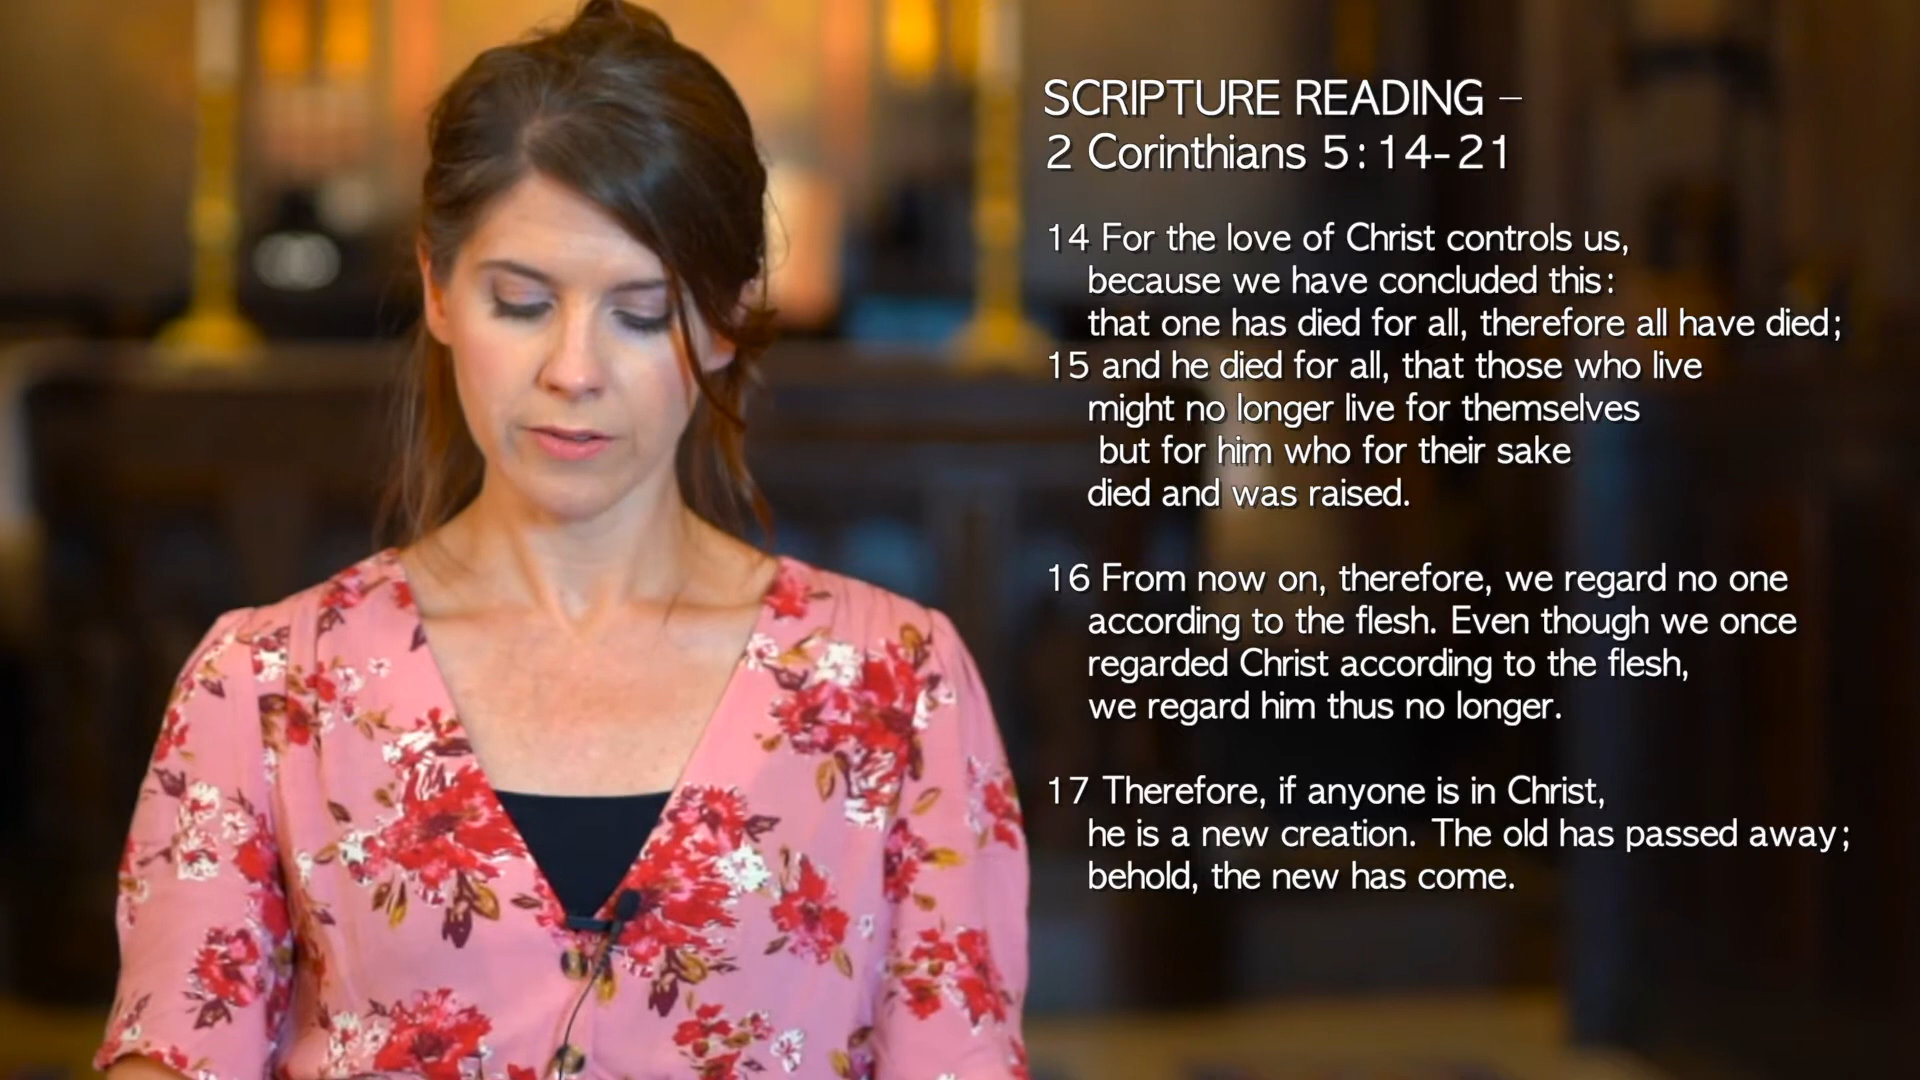 SCRIPTURE READING –
2 Corinthians 5:14-21
14 For the love of Christ controls us,
because we have concluded this:
that one has died for all, therefore all have died;
15 and he died for all, that those who live
might no longer live for themselves
but for him who for their sake
died and was raised.
16 From now on, therefore, we regard no one
according to the flesh. Even though we once
regarded Christ according to the flesh,
we regard him thus no longer.
17 Therefore, if anyone is in Christ,
he is a new creation. The old has passed away;
behold, the new has come.